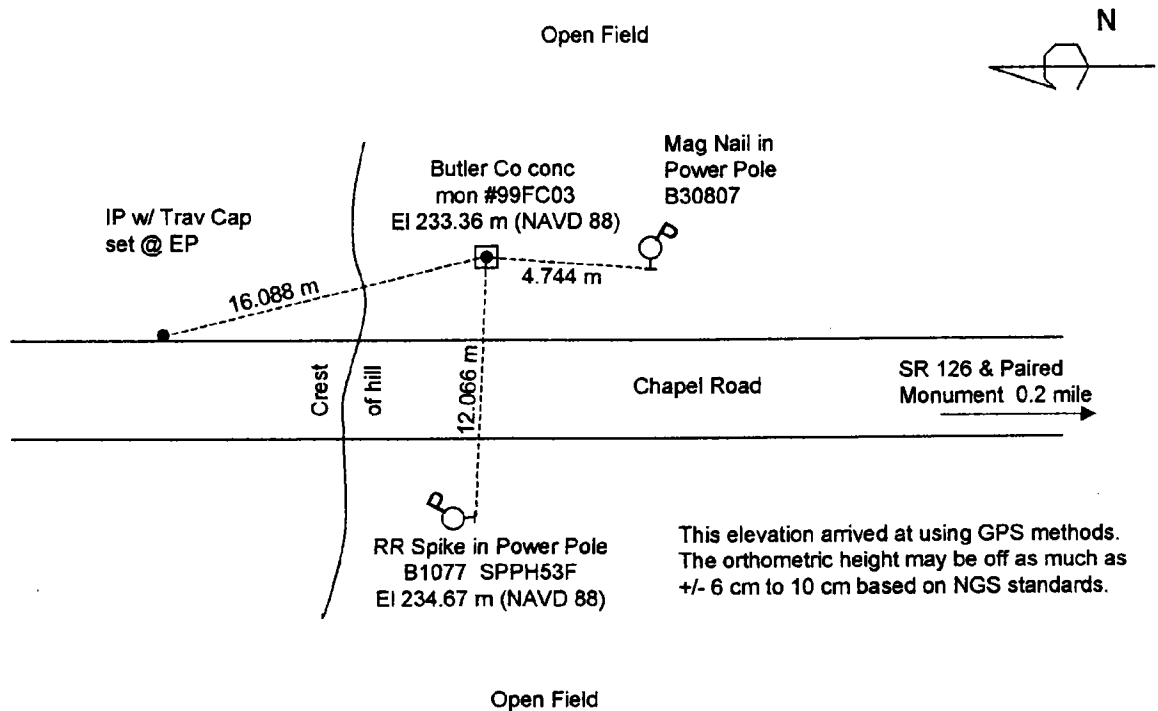 Open Field
N
Mag Nail in
Power Pole
B30807
Butler Co conc
mon #99FC03
El 233.36 m (NAVD 88)
IP w/ Trav Cap
set @ EP
P
16.088 m
4.744 m
12.066 m
Crest
of hill
Chapel Road
SR 126 & Paired
Monument 0.2 mile
P
RR Spike in Power Pole
B1077 SPPH53F
El 234.67 m (NAVD 88)
This elevation arrived at using GPS methods.
The orthometric height may be off as much as
+/- 6 cm to 10 cm based on NGS standards.
Open Field